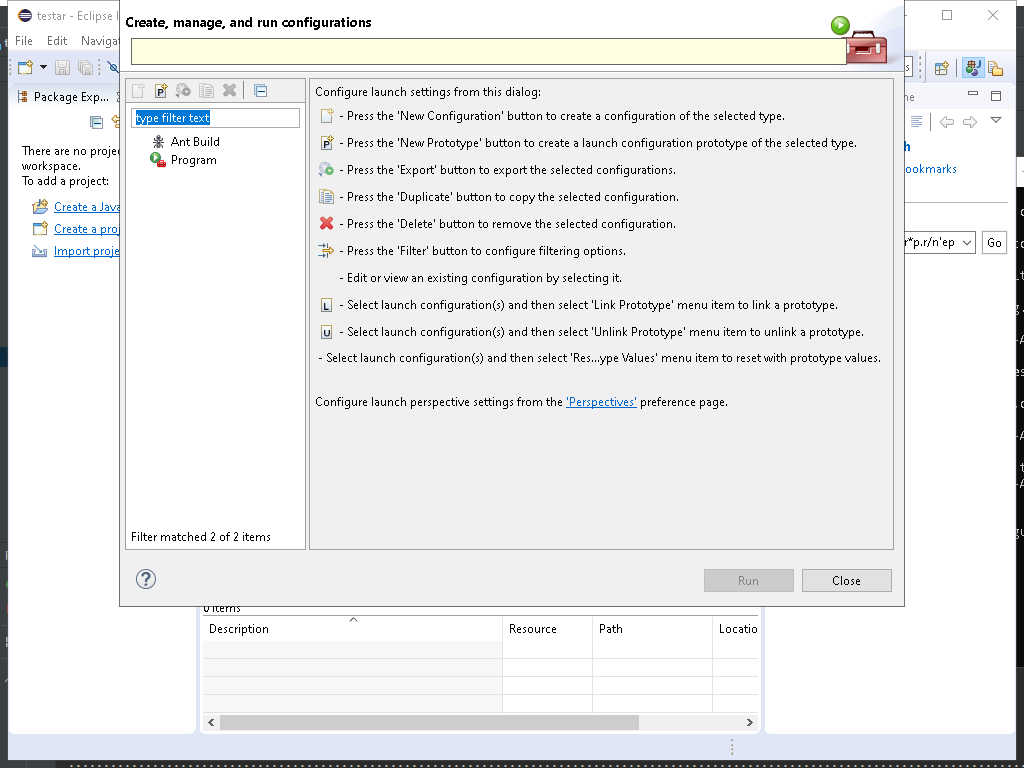 testar - Eclipse
Create, manage, and run configurations
File Edit Navigat
Package Exp...
type filter text
Ant Build
Program
Filter matched 2 of 2 items
Configure launch settings from this dialog:
- Press the 'New Configuration' button to create a configuration of the selected type.
- Press the 'New Prototype' button to create a launch configuration prototype of the selected type.
- Press the 'Export' button to export the selected configurations.
- Press the 'Duplicate' button to copy the selected configuration.
- Press the 'Delete' button to remove the selected configuration.
- Press the 'Filter' button to configure filtering options.
- Edit or view an existing configuration by selecting it.
L - Select launch configuration(s) and then select 'Link Prototype' menu item to link a prototype.
U - Select launch configuration(s) and then select 'Unlink Prototype' menu item to unlink a prototype.
- Select launch configuration(s) and then select 'Res...ype Values' menu item to reset with prototype values.
Configure launch perspective settings from the 'Perspectives' preference page.
There are no proje
workspace.
To add a project:
Create a Java
Create a proj
Import proje
ookmarks
r*p.r/n'ep
Go
?
Run
Close
0 items
Description Resource Path Locatio